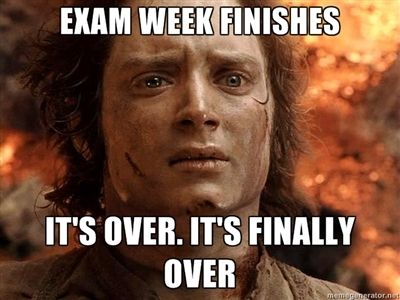 EXAM WEEK FINISHES
IT'S OVER. IT'S FINALLY
OVER
memegenerator.net